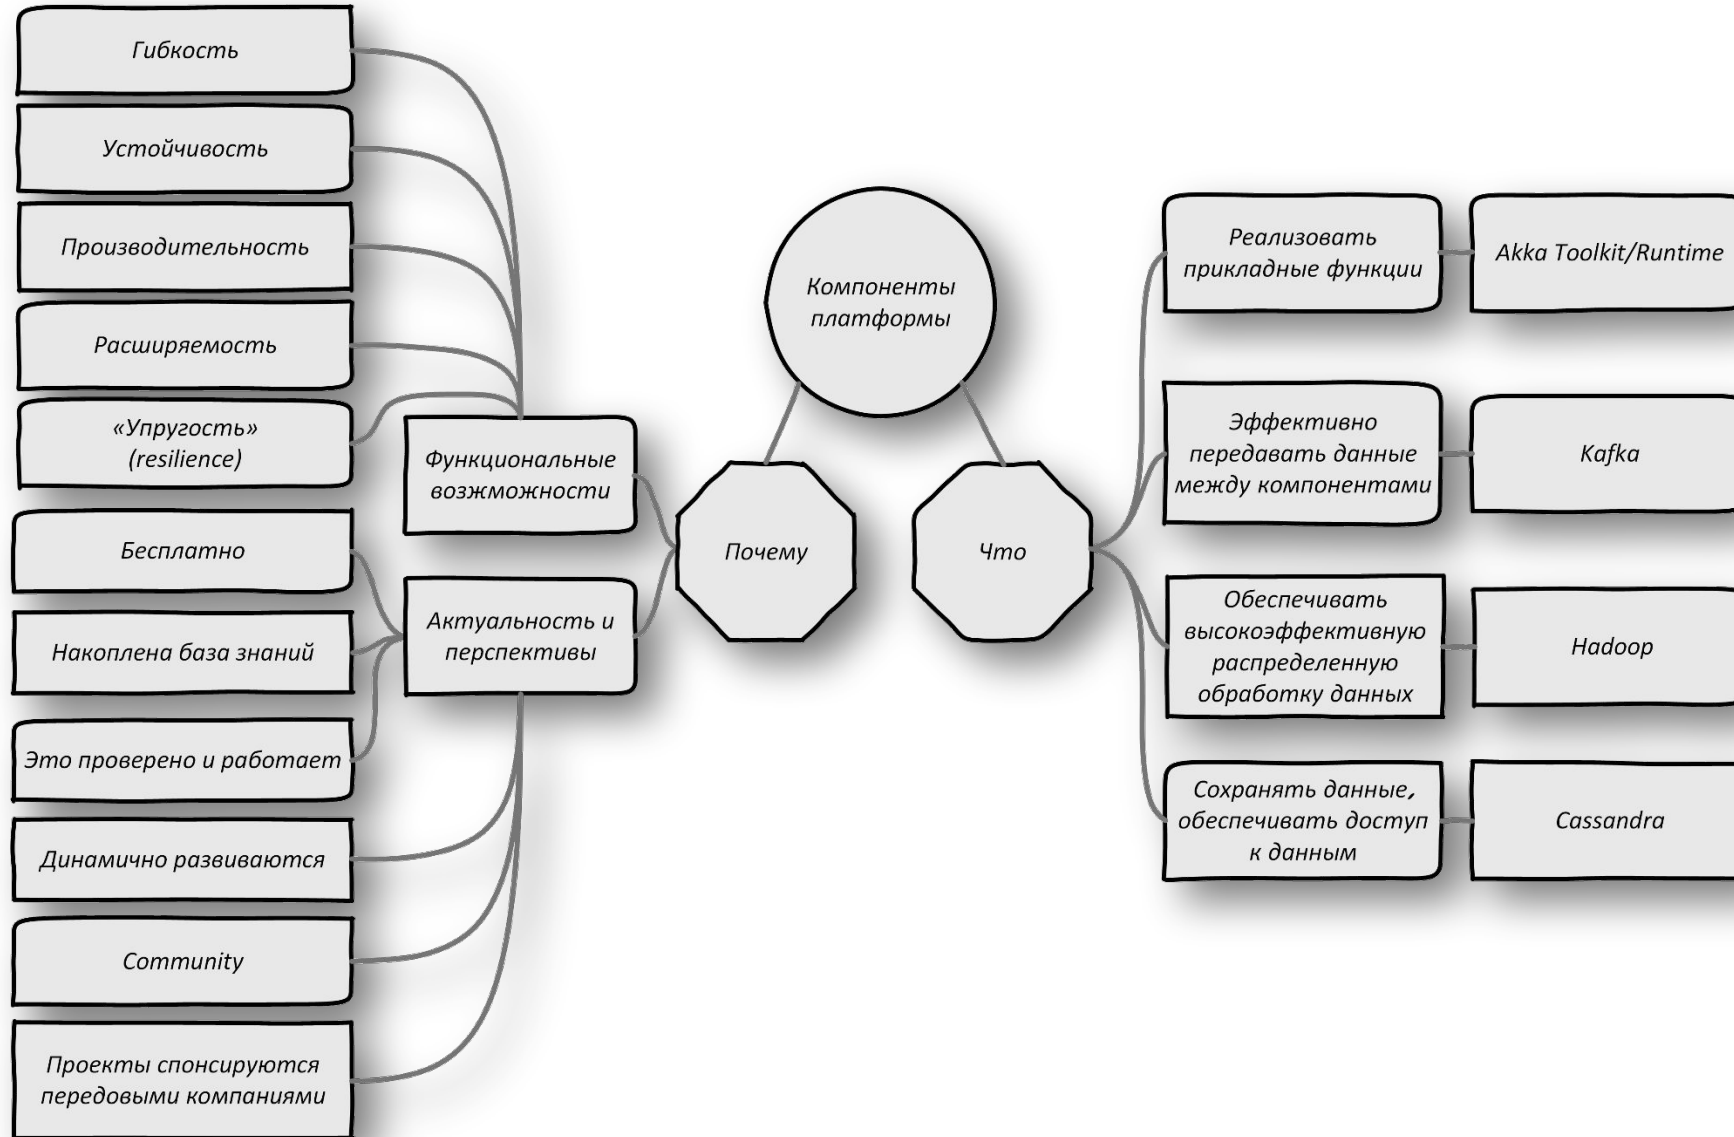 Гибкость
Устойчивость
Производительность
Расширяемость
«Упругость»
(resilience)
Бесплатно
Накоплена база знаний
Это проверено и работает
Динамично развиваются
Community
Проекты спонсируются
передовыми компаниями
Функциональные
возжможности
Актуальность и
перспективы
Компоненты
платформы
Почему
Что
Реализовать
прикладные функции
Akka Toolkit/Runtime
Эффективно
передавать данные
между компонентами
Kafka
Обеспечивать
высокоэффективную
распределенную
обработку данных
Hadoop
Сохранять данные,
обеспечивать доступ
к данным
Cassandra